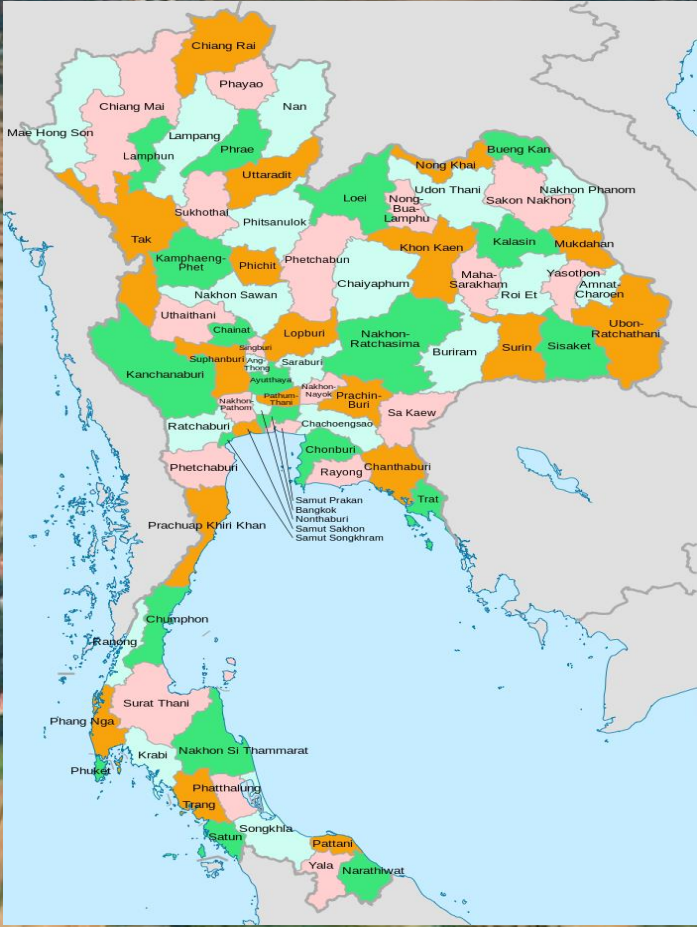 Chiang Rai
Phayao
Chiang Mai
Nan
Mae Hong Son
Lampang
Phrae
Lamphun
Uttaradit
Bueng Kan
Nong Khai
Udon Thani
Nakhon Phanom
Loei
Nong-
Bua-
Lamphu
Sakon Nakhon
Sukhothai
Phitsanulok
Tak
Khon Kaen
Kalasin
Mukdahan
Kamphaeng-
Phet
Phichit
Phetchabun
Chaiyaphum
Maha-
Sarakham
Roi Et
Yasothon
Amnat-
Charoen
Nakhon Sawan
Uthaithani
Chainat
Lopburi
Nakhon-
Ratchasima
Buriram
Surin
Sisaket
Ubon-
Ratchathani
Singburi
Suphanburi
Ang-
Thong
Saraburi
Kanchanaburi
Ayutthaya
Nakhon-
Pathom
Pathum-
Thani
Nakhon-
Nayok
Prachin-
Buri
Sa Kaew
Ratchaburi
Chachoengsao
Chonburi
Phetchaburi
Rayong
Chanthaburi
Trat
Samut Prakan
Bangkok
Nonthaburi
Samut Sakhon
Samut Songkhram
Prachuap Khiri Khan
Chumphon
Ranong
Surat Thani
Phang Nga
Krabi
Nakhon Si Thammarat
Phuket
Phatthalung
Trang
Songkhla
Satun
Pattani
Yala
Narathiwat